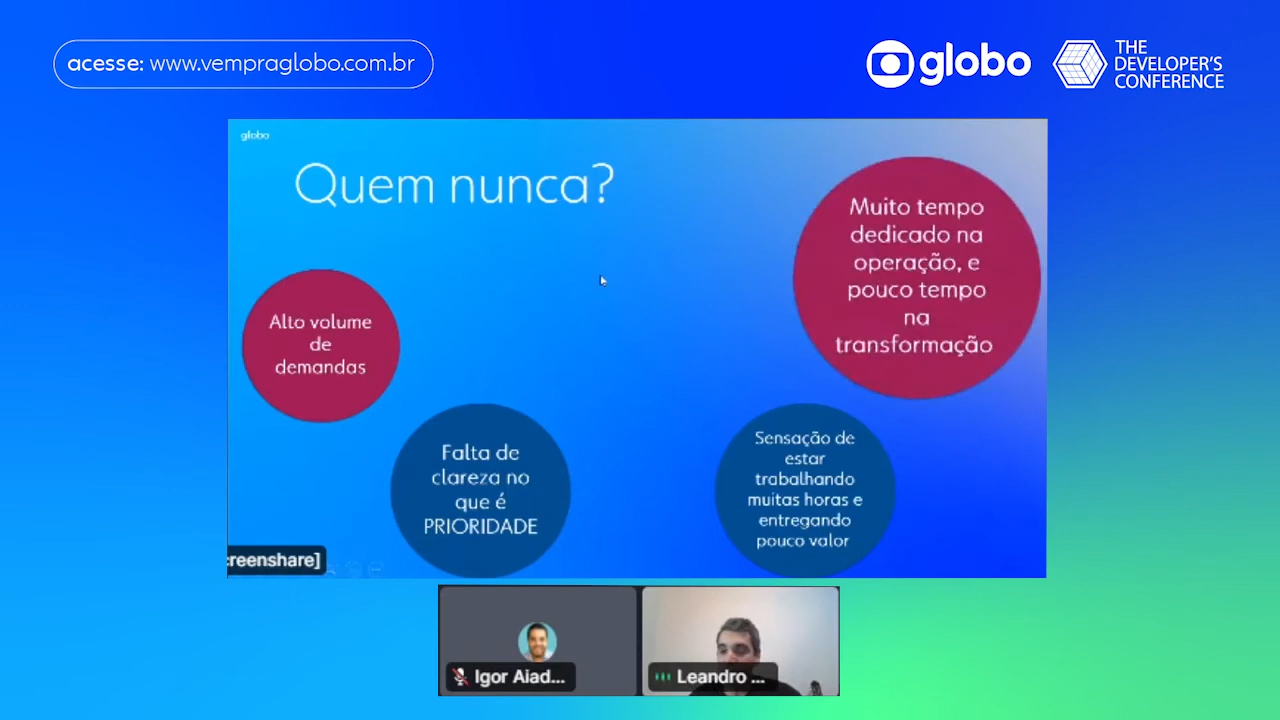 acesse: www.vempraglobo.com.br
globo
THE
DEVELOPER'S
CONFERENCE
globo
Quem nunca?
Muito tempo
dedicado na
operação, e
pouco tempo
na
transformação
Alto volume
de
demandas
Falta de
clareza no
que é
PRIORIDADE
Sensação de
estar
trabalhando
muitas horas e
entregando
pouco valor
creenshare]
Igor Aiad...
Leandro ...